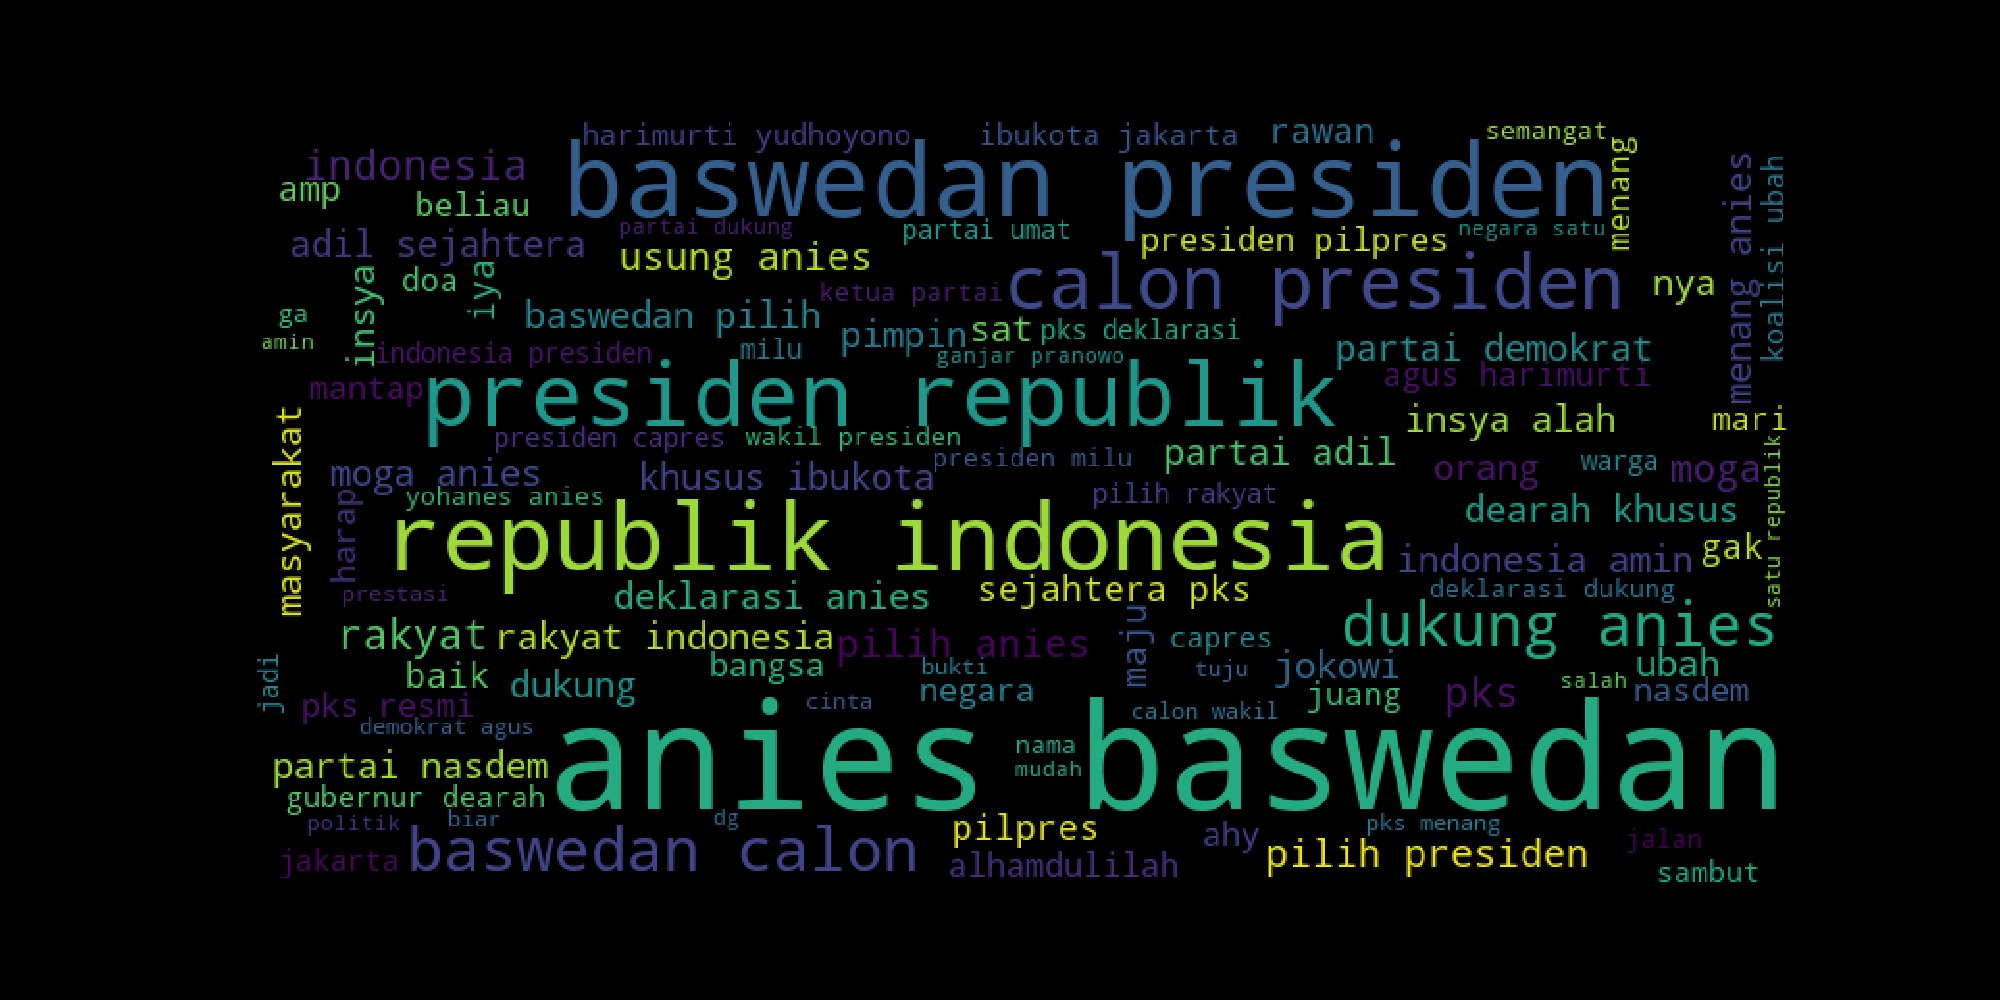 harimurti yudhoyono
ibukota jakarta
rawan
semangat
indonesia
baswedan presiden
menang
amp
beliau
menang anies
koalisi ubah
adil sejahtera
partai dukung
partai umat
presiden pilpres
negara satu
usung anies
calon presiden
insya
doa
iya
ketua partai
nya
ga
baswedan pilih
pimpin
sat
pks deklarasi
amin
indonesia presiden
milu
ganjar pranowo
partai demokrat
mantap
presiden republik
agus harimurti
insya alah
mari
masyarakat
presiden capres
wakil presiden
partai adil
presiden milu
moga anies
khusus ibukota
orang
warga
moga
satu republik
harap
yohanes anies
pilih rakyat
dearah khusus
republik indonesia
indonesia amin
gak
prestasi
deklarasi anies
sejahtera pks
deklarasi dukung
maju
dukung anies
rakyat
rakyat indonesia
pilih anies
capres
jadi
baik
dukung
bangsa
bukti
negara
tuju
jokowi
ubah
salah
nasdem
pks resmi
cinta
juang
pks
demokrat agus
calon wakil
partai nasdem
anies baswedan
nama
mudah
gubernur dearah
politik
biar
dg
pilpres
ahy
pks menang
jalan
jakarta
baswedan calon
alhamdulilah
pilih presiden
sambut